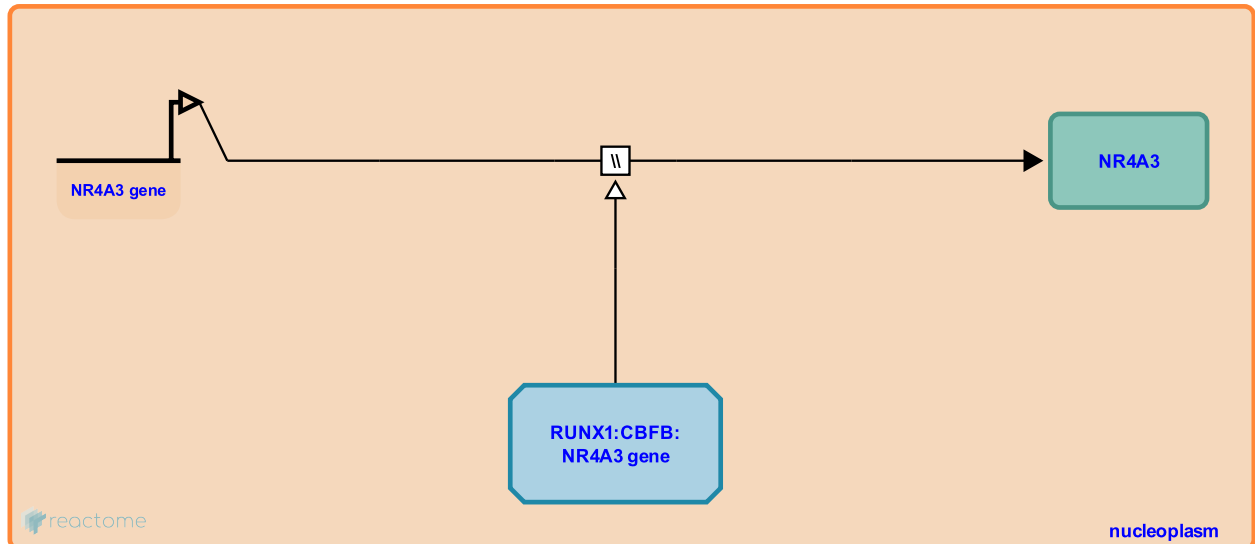 NR4A3 gene
\\
NR4A3
RUNX1:CBFB:
NR4A3 gene
reactome
nucleoplasm